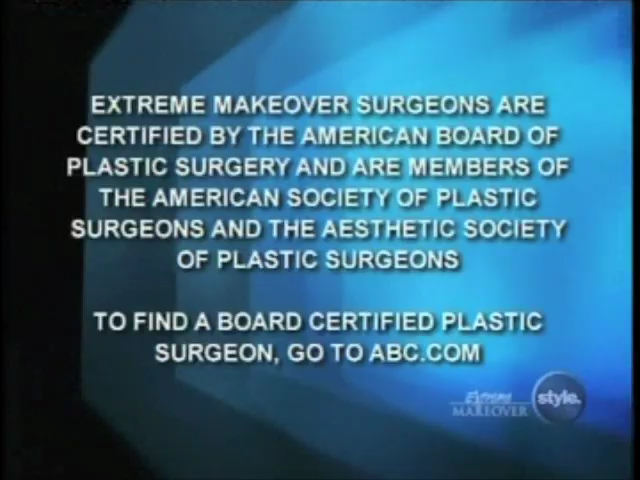 EXTREME MAKEOVER SURGEONS ARE
CERTIFIED BY THE AMERICAN BOARD OF
PLASTIC SURGERY AND ARE MEMBERS OF
THE AMERICAN SOCIETY OF PLASTIC
SURGEONS AND THE AESTHETIC SOCIETY
OF PLASTIC SURGEONS
TO FIND A BOARD CERTIFIED PLASTIC
SURGEON, GO TO ABC.COM
Extreme
MAKEOVER
style.